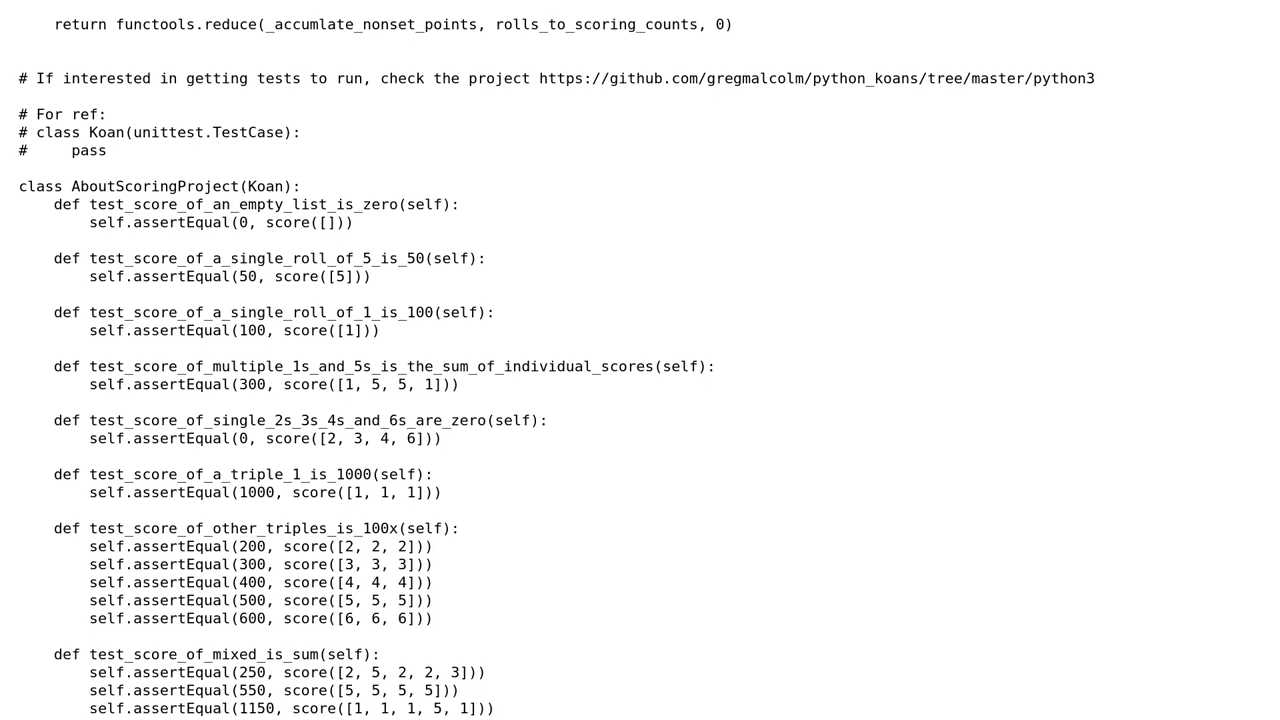 return functools.reduce(_accumlate_nonset_points, rolls_to_scoring_counts, 0)


# If interested in getting tests to run, check the project https://github.com/gregmalcolm/python_koans/tree/master/python3

# For ref:
# class Koan(unittest.TestCase):
#     pass

class AboutScoringProject(Koan):
    def test_score_of_an_empty_list_is_zero(self):
        self.assertEqual(0, score([]))

    def test_score_of_a_single_roll_of_5_is_50(self):
        self.assertEqual(50, score([5]))

    def test_score_of_a_single_roll_of_1_is_100(self):
        self.assertEqual(100, score([1]))

    def test_score_of_multiple_1s_and_5s_is_the_sum_of_individual_scores(self):
        self.assertEqual(300, score([1, 5, 5, 1]))

    def test_score_of_single_2s_3s_4s_and_6s_are_zero(self):
        self.assertEqual(0, score([2, 3, 4, 6]))

    def test_score_of_a_triple_1_is_1000(self):
        self.assertEqual(1000, score([1, 1, 1]))

    def test_score_of_other_triples_is_100x(self):
        self.assertEqual(200, score([2, 2, 2]))
        self.assertEqual(300, score([3, 3, 3]))
        self.assertEqual(400, score([4, 4, 4]))
        self.assertEqual(500, score([5, 5, 5]))
        self.assertEqual(600, score([6, 6, 6]))

    def test_score_of_mixed_is_sum(self):
        self.assertEqual(250, score([2, 5, 2, 2, 3]))
        self.assertEqual(550, score([5, 5, 5, 5]))
        self.assertEqual(1150, score([1, 1, 1, 5, 1]))